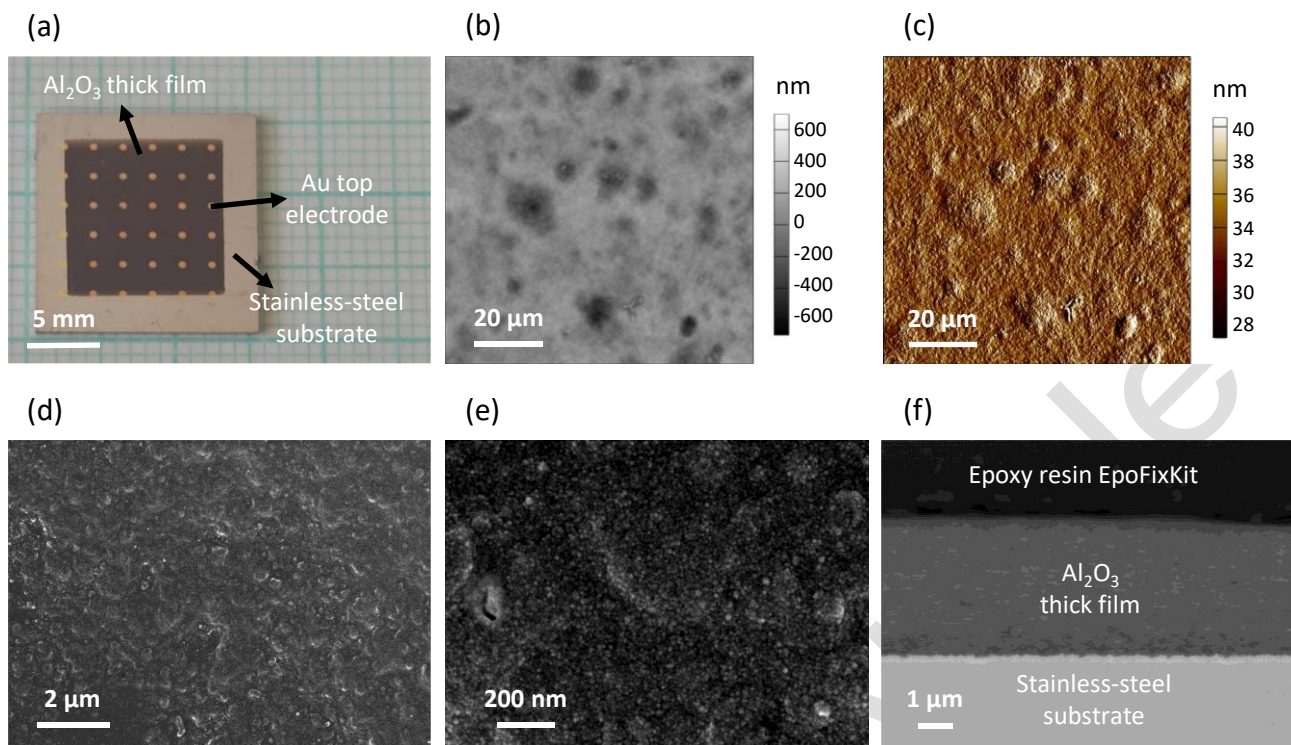 (a)
Al₂O₃ thick film
Au top
electrode
Stainless-steel
substrate
5 mm
(b)
nm
600
400
200
0
-200
-400
-600
20 µm
(c)
nm
40
38
36
34
32
30
28
20 µm
(d)
2 µm
(e)
200 nm
(f)
Epoxy resin EpoFixKit
Al₂O₃
thick film
Stainless-steel
substrate
1 µm